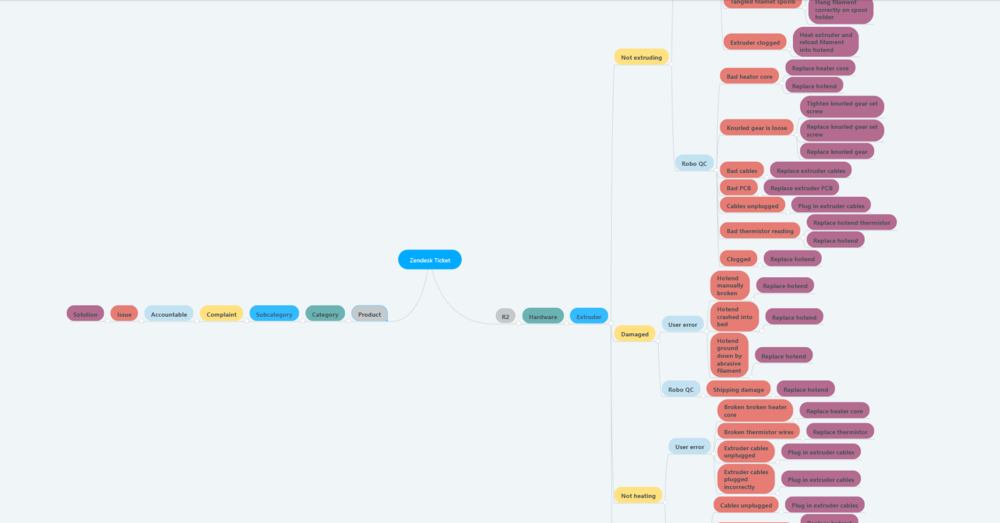 Tangled filamet spools
Hang filament
correctly on spool
holder
Extruder clogged
Heat extruder and
reload filament
into hotend
Not extruding
Bad heator core
Replace heater core
Replace hotend
Knurled gear is loose
Tighten knurled gear set
screw
Replace knurled gear set
screw
Replace knurled gear
Robo QC
Bad cables
Replace extruder cables
Bad PCB
Replace extruder PCB
Cables unplugged
Plug in extruder cables
Bad thermistor reading
Replace hotend thermistor
Replace hotend
Clogged
Replace hotend
Zendesk Ticket
Solution
Issue
Accountable
Complaint
Subcategory
Category
Product
R2
Hardware
Extruder
Damaged
User error
Hotend
manually
broken
Replace hotend
Hotend
crashed into
bed
Replace hotend
Hotend
ground
down by
abrasive
filament
Replace hotend
Robo QC
Shipping damage
Replace hotend
Not heating
User error
Broken broken heater
core
Replace heater core
Broken thermistor wires
Replace thermistor
Extruder cables
unplugged
Plug in extruder cables
Extruder cables
plugged
incorrectly
Plug in extruder cables
Cables unplugged
Plug in extruder cables